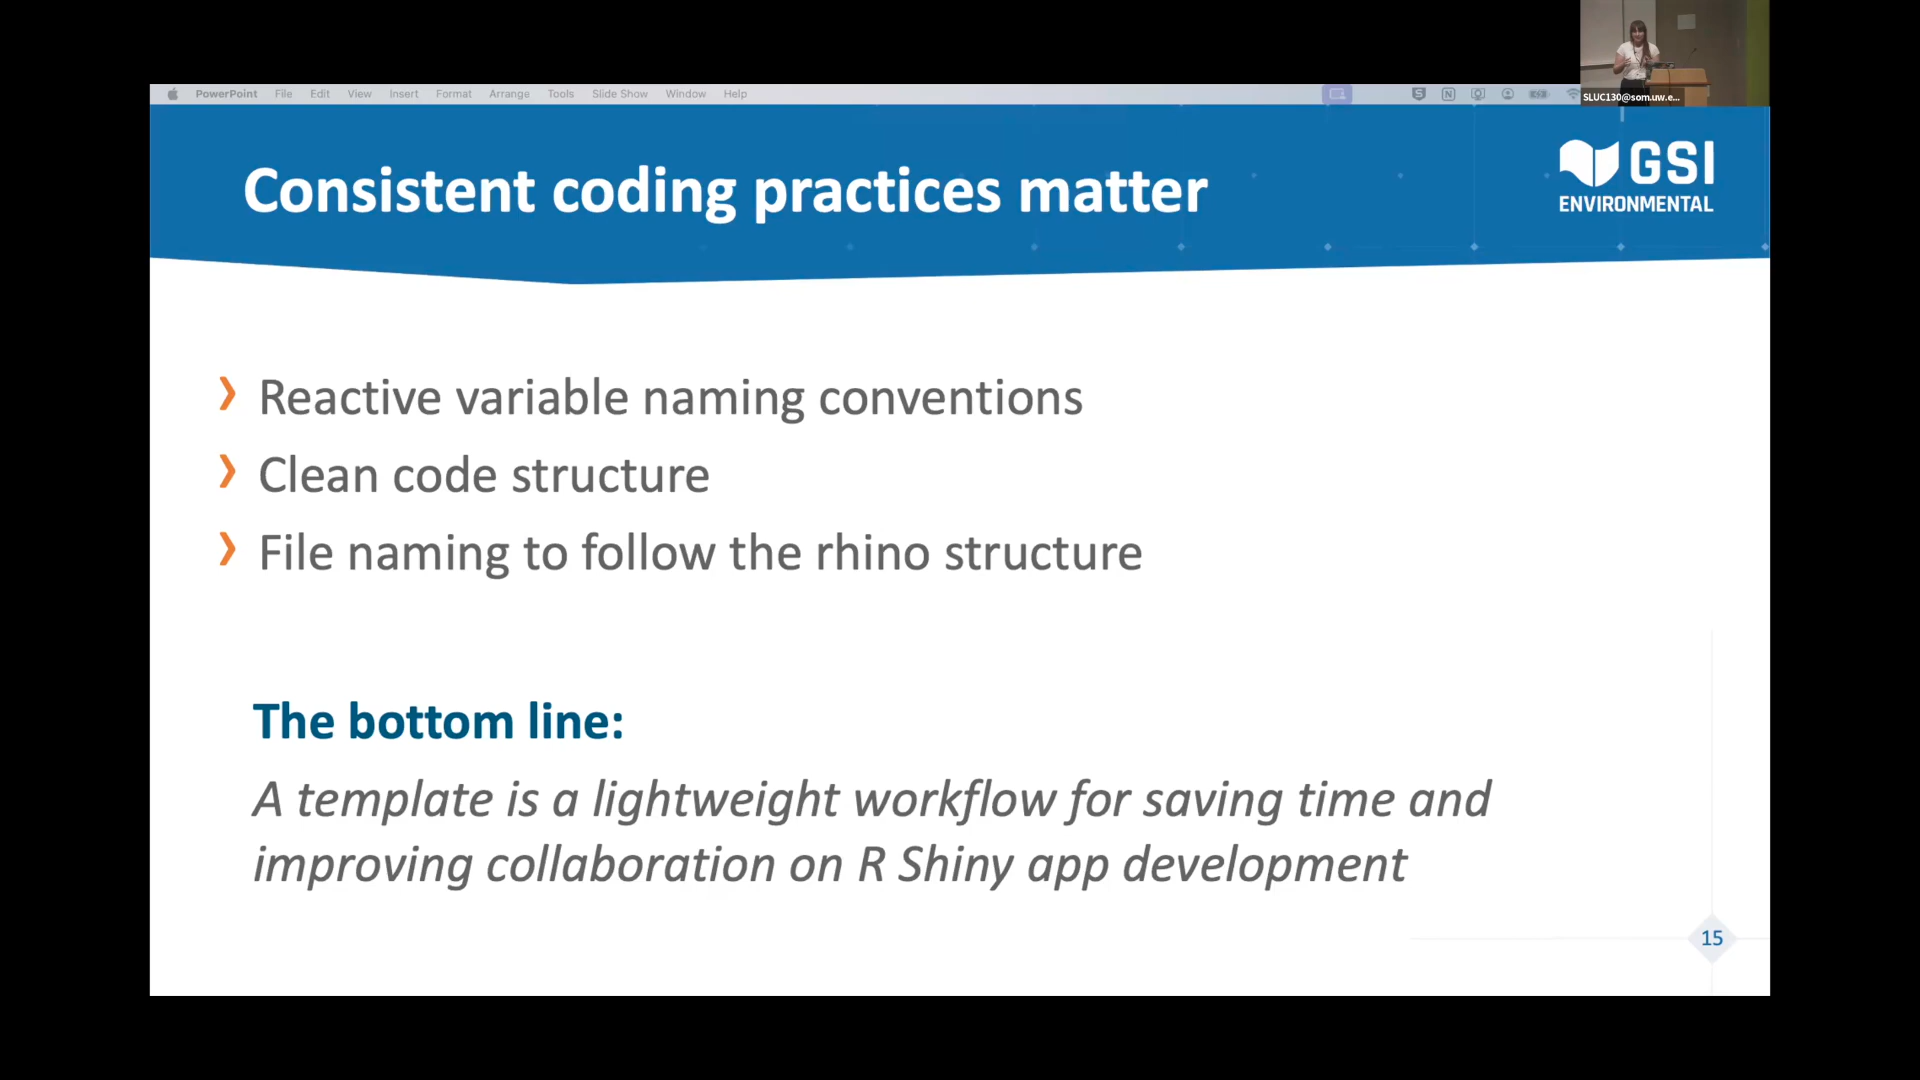 PowerPoint File Edit View Insert Format Arrange Tools Slide Show Window Help
SLUC130@som.uw.e...
Consistent coding practices matter
GSI
ENVIRONMENTAL
Reactive variable naming conventions
Clean code structure
File naming to follow the rhino structure
The bottom line:
A template is a lightweight workflow for saving time and
improving collaboration on R Shiny app development
15